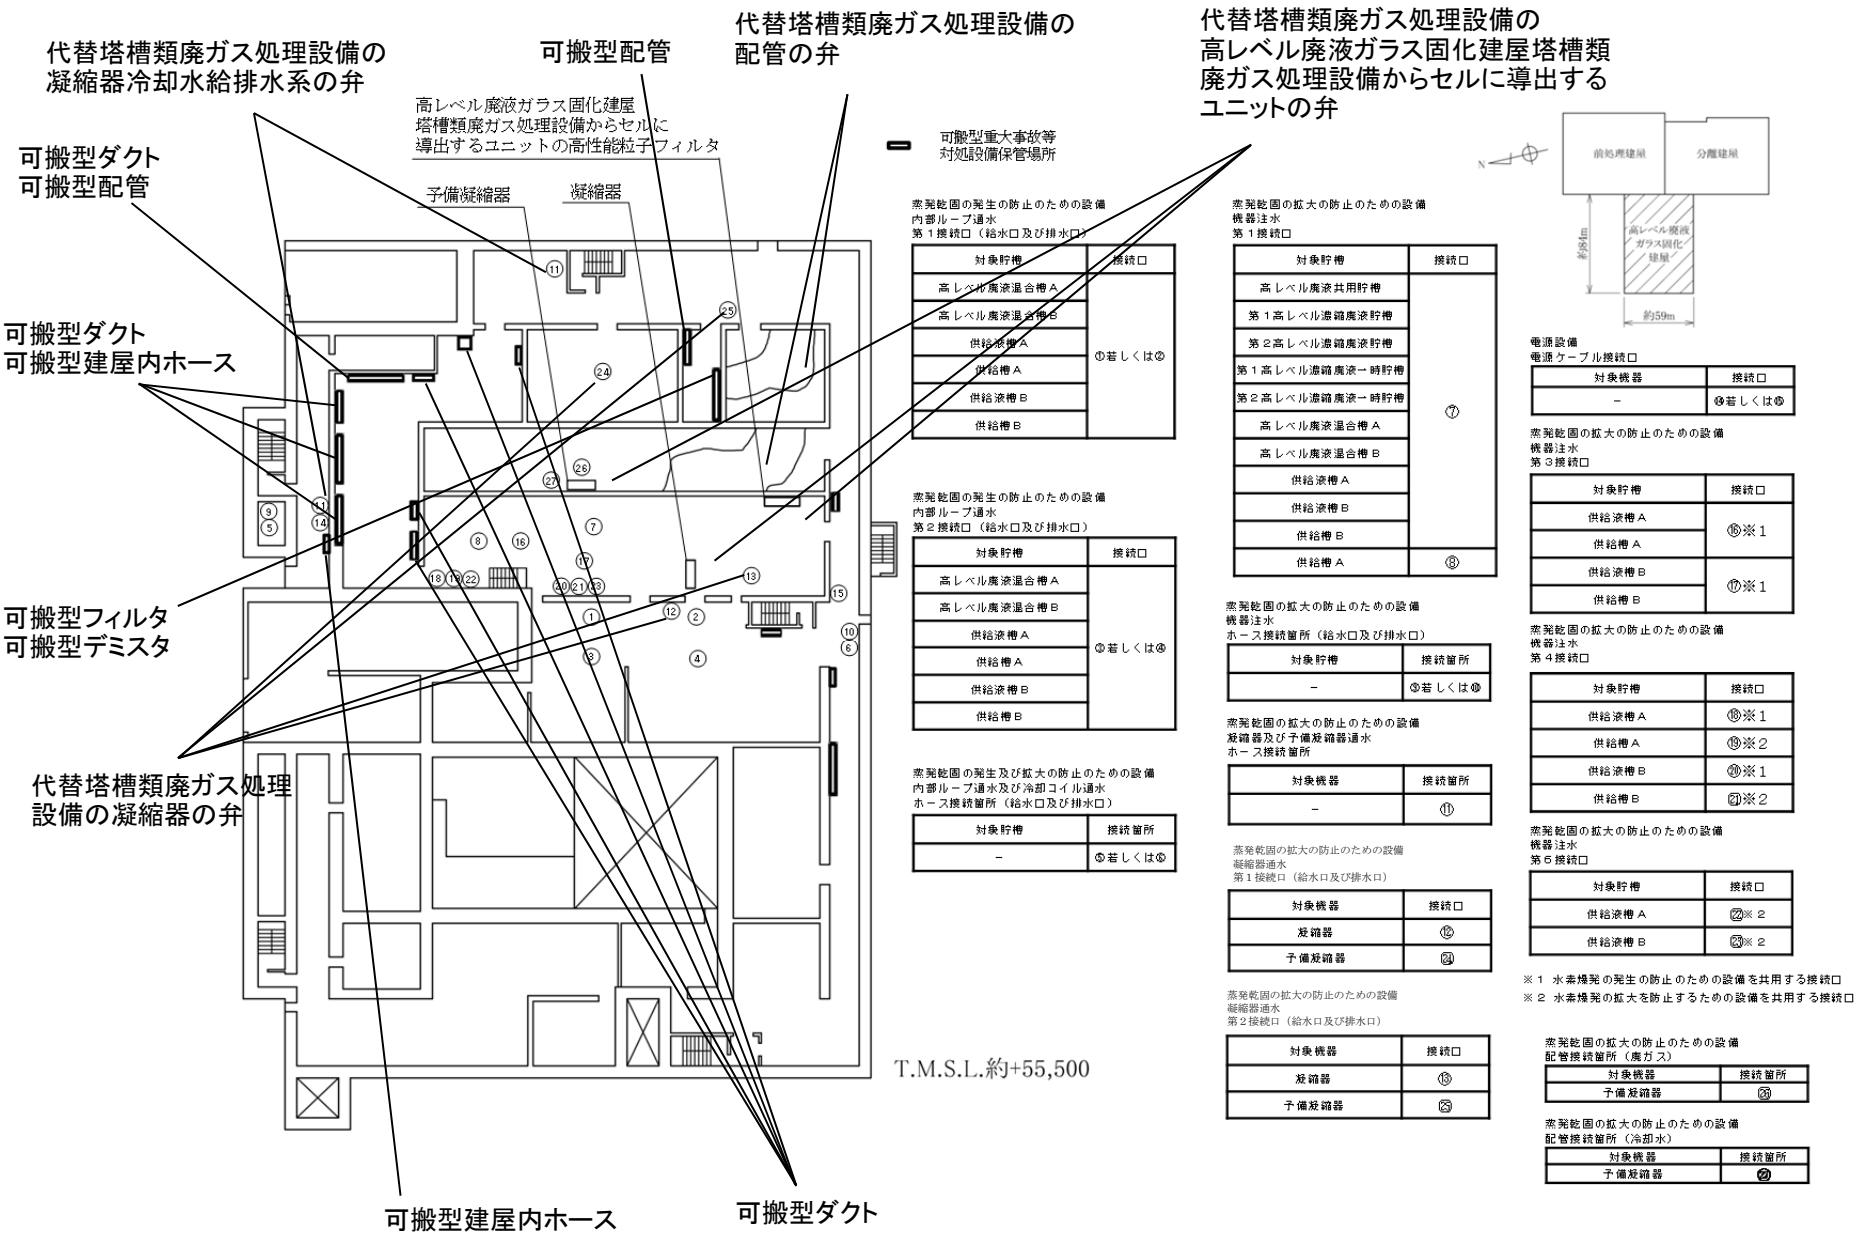 代替塔槽類廃ガス処理設備の
凝縮器冷却水給排水系の弁
可搬型配管
代替塔槽類廃ガス処理設備の
配管の弁
代替塔槽類廃ガス処理設備の
高レベル廃液ガラス固化建屋塔槽類
廃ガス処理設備からセルに導出する
ユニットの弁
高レベル廃液ガラス固化建屋
塔槽類廃ガス処理設備からセルに
導出するユニットの高性能粒子フィルタ
予備凝縮器
凝縮器
可搬型ダクト
可搬型配管
可搬型ダクト
可搬型建屋内ホース
可搬型フィルタ
可搬型デミスタ
代替塔槽類廃ガス処理
設備の凝縮器の弁
可搬型建屋内ホース
可搬型ダクト
⑪
㉕
㉔
㉖
㉗
⑪
⑭
⑨
⑤
⑦
⑧
⑯
⑰
⑱ ⑲ ㉒
⑳ ㉑ ㉓
⑬
⑮
①
⑫
②
⑩
⑥
③
④
T.M.S.L.約+55,500
可搬型重大事故等
対処設備保管場所
蒸発乾固の発生の防止のための設備
内部ループ通水
第1接続口（給水口及び排水口）
対象貯槽 接続口
高レベル廃液混合槽A ①若しくは②
高レベル廃液混合槽B
供給液槽A
供給槽A
供給液槽B
供給槽B
蒸発乾固の発生の防止のための設備
内部ループ通水
第2接続口（給水口及び排水口）
対象貯槽 接続口
高レベル廃液混合槽A ③若しくは④
高レベル廃液混合槽B
供給液槽A
供給槽A
供給液槽B
供給槽B
蒸発乾固の発生及び拡大の防止のための設備
内部ループ通水及び冷却コイル通水
ホース接続箇所（給水口及び排水口）
対象貯槽 接続箇所
－ ⑤若しくは⑥
蒸発乾固の拡大の防止のための設備
機器注水
第1接続口
対象貯槽 接続口
高レベル廃液共用貯槽 ⑦
第1高レベル濃縮廃液貯槽
第2高レベル濃縮廃液貯槽
第1高レベル濃縮廃液一時貯槽
第2高レベル濃縮廃液一時貯槽
高レベル廃液混合槽A
高レベル廃液混合槽B
供給液槽A
供給液槽B
供給槽B
供給槽A ⑧
蒸発乾固の拡大の防止のための設備
機器注水
ホース接続箇所（給水口及び排水口）
対象貯槽 接続箇所
－ ⑨若しくは⑩
蒸発乾固の拡大の防止のための設備
凝縮器及び予備凝縮器通水
ホース接続箇所
対象機器 接続箇所
－ ⑪
蒸発乾固の拡大の防止のための設備
凝縮器通水
第1接続口（給水口及び排水口）
対象機器 接続口
凝縮器 ⑫
予備凝縮器 ㉔
蒸発乾固の拡大の防止のための設備
凝縮器通水
第2接続口（給水口及び排水口）
対象機器 接続口
凝縮器 ⑬
予備凝縮器 ㉕
N
前処理建屋
分離建屋
高レベル廃液
ガラス固化
建屋
約84m
約59m
電源設備
電源ケーブル接続口
対象機器 接続口
－ ⑭若しくは⑮
蒸発乾固の拡大の防止のための設備
機器注水
第3接続口
対象貯槽 接続口
供給液槽A ⑯※1
供給槽A
供給液槽B ⑰※1
供給槽B
蒸発乾固の拡大の防止のための設備
機器注水
第4接続口
対象貯槽 接続口
供給液槽A ⑱※1
供給槽A ⑲※2
供給液槽B ⑳※1
供給槽B ㉑※2
蒸発乾固の拡大の防止のための設備
機器注水
第6接続口
対象貯槽 接続口
供給液槽A ㉒※2
供給液槽B ㉓※2
※1 水素爆発の発生の防止のための設備を共用する接続口
※2 水素爆発の拡大を防止するための設備を共用する接続口
蒸発乾固の拡大の防止のための設備
配管接続箇所（廃ガス）
対象機器 接続箇所
予備凝縮器 ㉖
蒸発乾固の拡大の防止のための設備
配管接続箇所（冷却水）
対象機器 接続箇所
予備凝縮器 ㉗